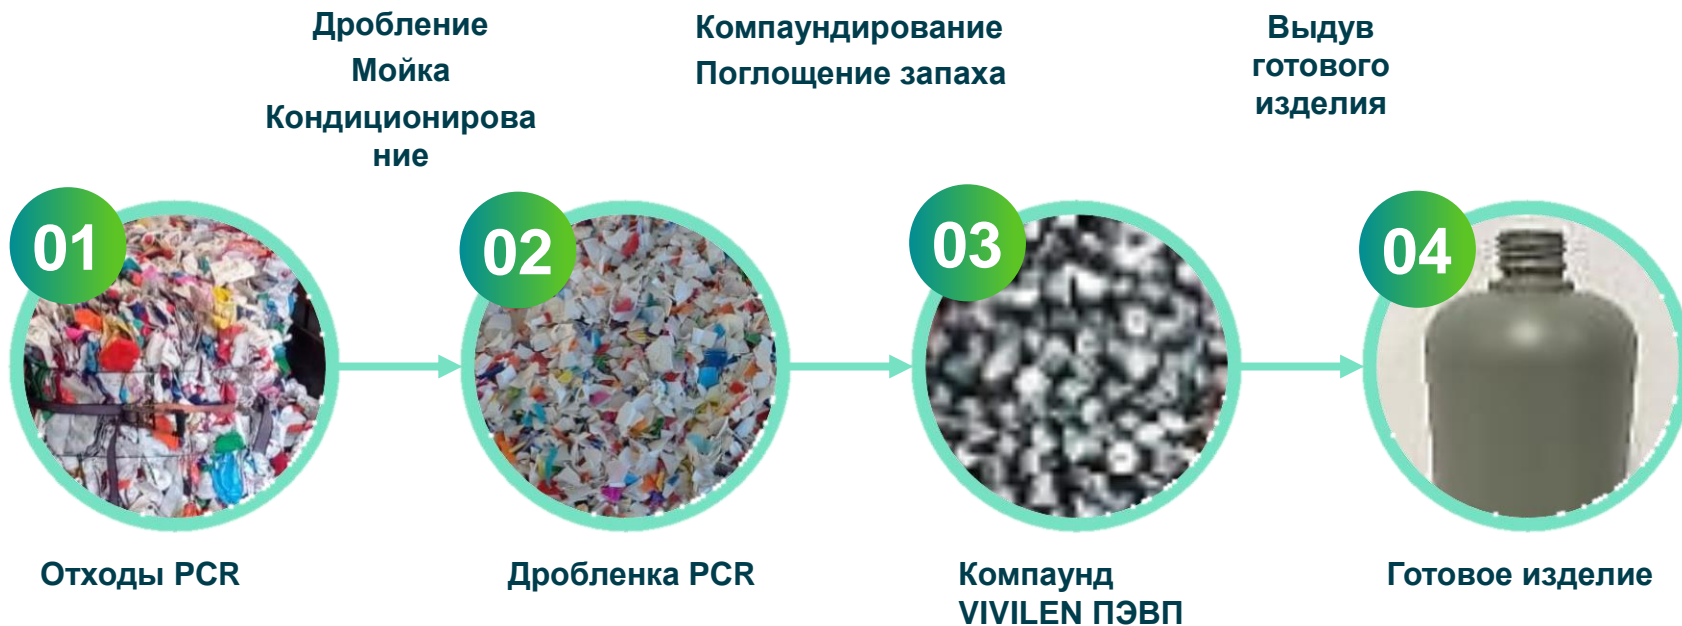 Дробление
Мойка
Кондиционирова
ние
Компаундирование
Поглощение запаха
Выдув
готового
изделия
01
02
03
04
Отходы PCR
Дробленка PCR
Компаунд
VIVILEN ПЭВП
Готовое изделие